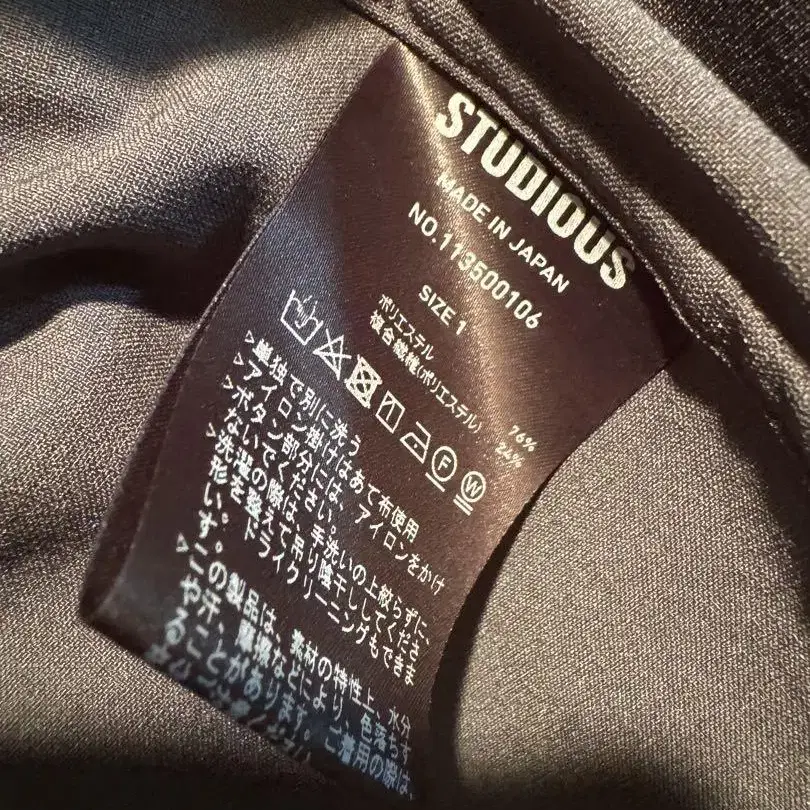 STUDIOUS
MADE IN JAPAN
NO.113500106
SIZE 1
ポリエステル 76%
複合繊維(ポリエステル) 24%
F W
>単独で別に洗う
>アイロン掛けはあて布使用
>ボタン部分には、アイロンをかけ
ないでください。
>洗濯の際は、手洗いの上絞らずに、
形を整えて吊り陰干ししてくださ
い。ドライクリーニングもできま
す。
>この製品は、素材の特性上、水分
や汗、摩擦などにより、色落ちす
ることがあります。ご着用の際は、